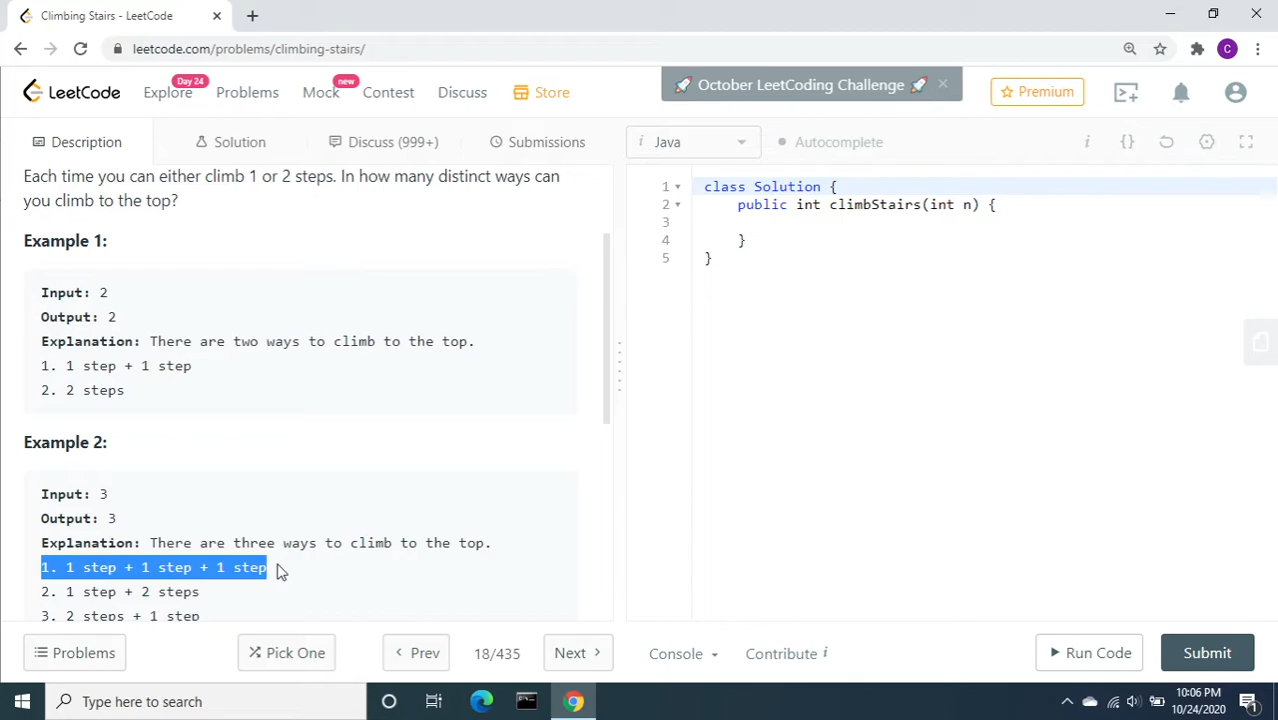 Climbing Stairs - LeetCode
leetcode.com/problems/climbing-stairs/
C
LeetCode
Explore
Day 24
Problems
Mock
new
Contest
Discuss
Store
October LeetCoding Challenge
Premium
Description
Solution
Discuss (999+)
Submissions
i Java
Autocomplete
i {}
Each time you can either climb 1 or 2 steps. In how many distinct ways can
you climb to the top?
Example 1:
Input: 2
Output: 2
Explanation: There are two ways to climb to the top.
1. 1 step + 1 step
2. 2 steps
Example 2:
Input: 3
Output: 3
Explanation: There are three ways to climb to the top.
1. 1 step + 1 step + 1 step
2. 1 step + 2 steps
3. 2 steps + 1 step
1 class Solution {
2 public int climbStairs(int n) {
3
4 }
5 }
Problems
Pick One
Prev
18/435
Next
Console
Contribute i
Run Code
Submit
Type here to search
10:06 PM
10/24/2020
1